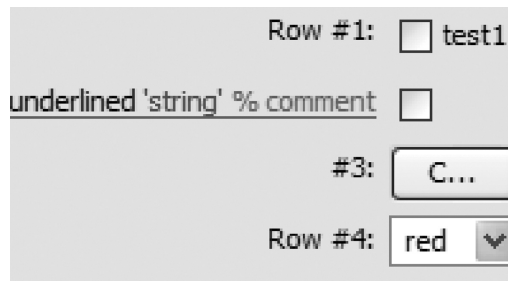 Row #1: test1
underlined 'string' % comment
#3: C...
Row #4: red